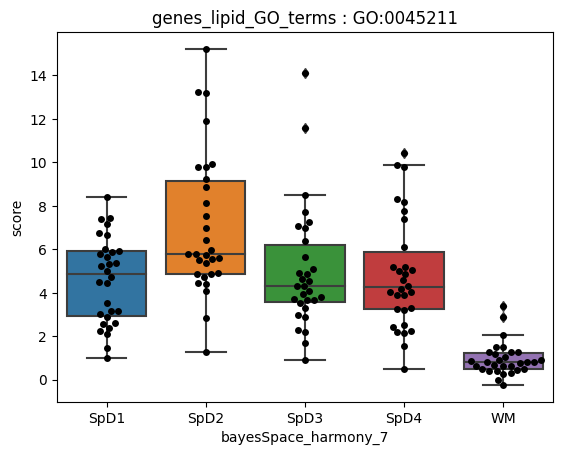 genes_lipid_GO_terms : GO:0045211
score
14
12
10
8
6
4
2
0
SpD1 SpD2 SpD3 SpD4 WM
bayesSpace_harmony_7